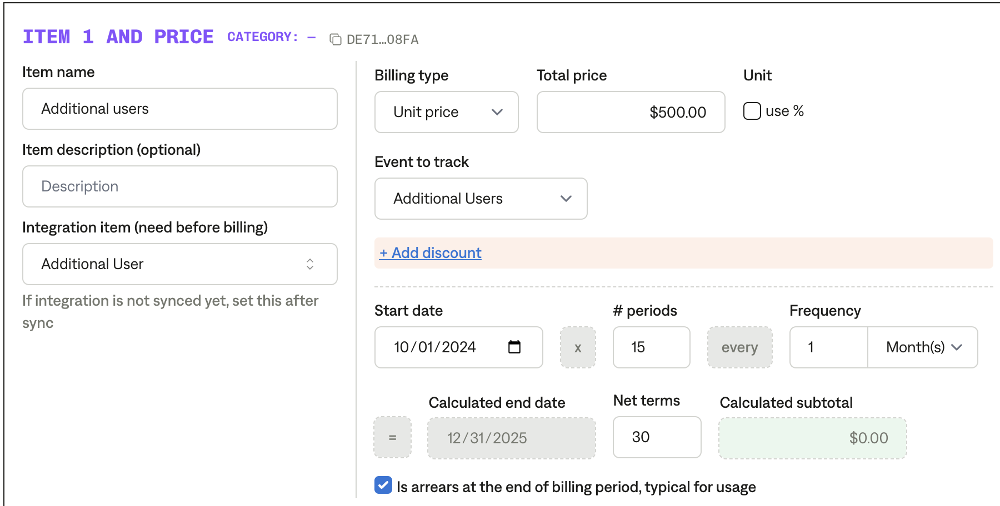 ITEM 1 AND PRICE CATEGORY: – DE71...08FA
Item name
Additional users
Item description (optional)
Description
Integration item (need before billing)
Additional User
If integration is not synced yet, set this after
sync
Billing type Total price Unit
Unit price $500.00 use %
Event to track
Additional Users
+ Add discount
Start date # periods Frequency
10/01/2024 x 15 every 1 Month(s)
Calculated end date Net terms Calculated subtotal
= 12/31/2025 30 $0.00
Is arrears at the end of billing period, typical for usage